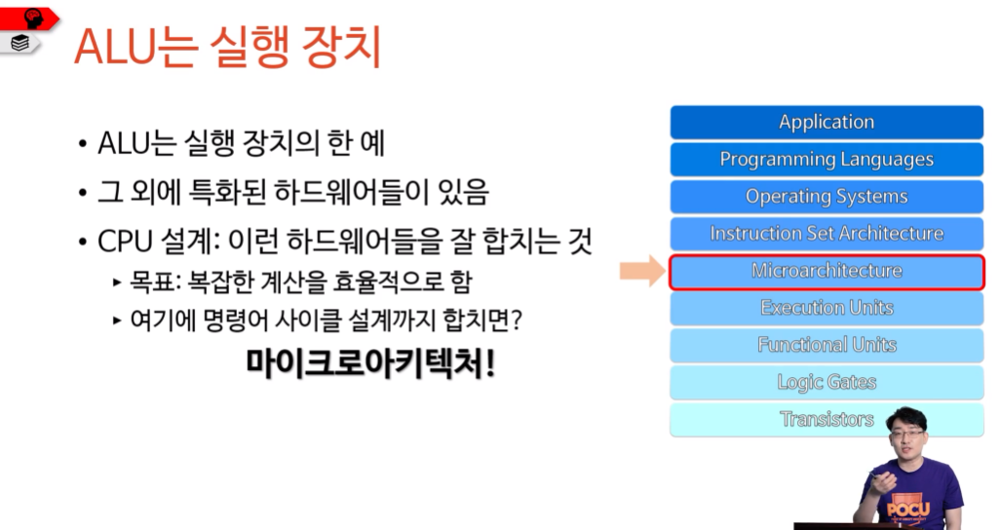 ALU는 실행 장치
• ALU는 실행 장치의 한 예
• 그 외에 특화된 하드웨어들이 있음
• CPU 설계: 이런 하드웨어들을 잘 합치는 것
▸ 목표: 복잡한 계산을 효율적으로 함
▸ 여기에 명령어 사이클 설계까지 합치면?
마이크로아키텍처!
Application
Programming Languages
Operating Systems
Instruction Set Architecture
Microarchitecture
Execution Units
Functional Units
Logic Gates
Transistors
POCU